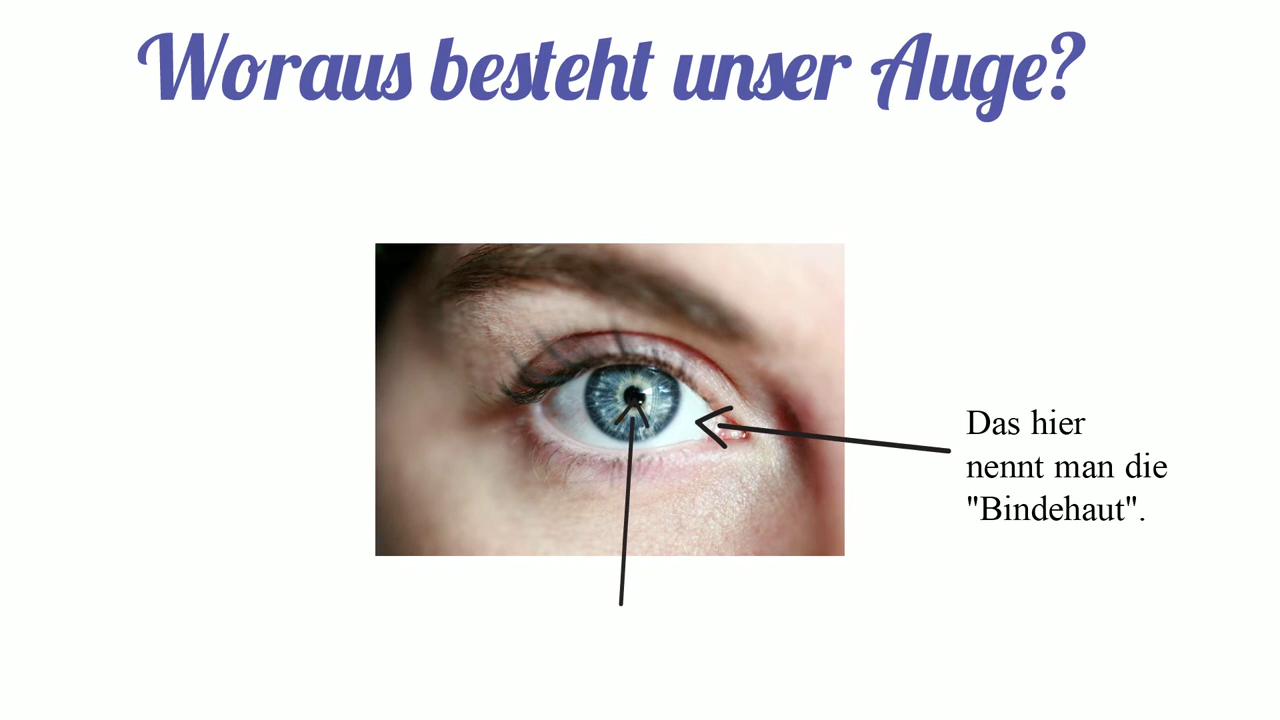 Woraus besteht unser Auge?
Das hier
nennt man die
"Bindehaut".